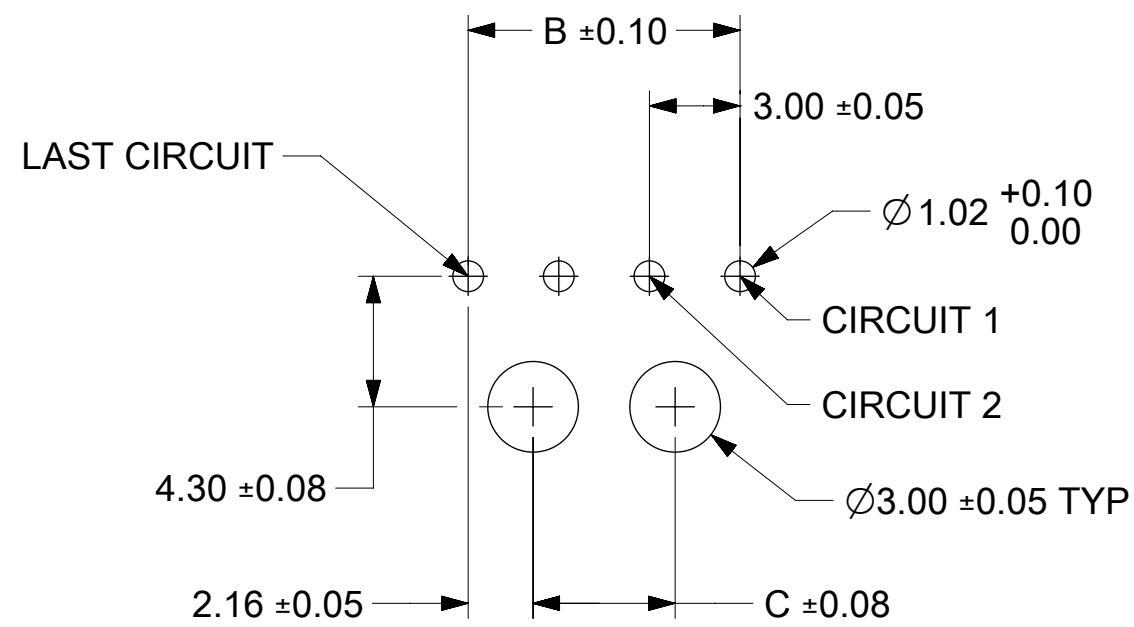 B ±0.10
3.00 ±0.05
LAST CIRCUIT
∅1.02 +0.10
0.00
CIRCUIT 1
CIRCUIT 2
4.30 ±0.08
∅3.00 ±0.05 TYP
2.16 ±0.05
C ±0.08